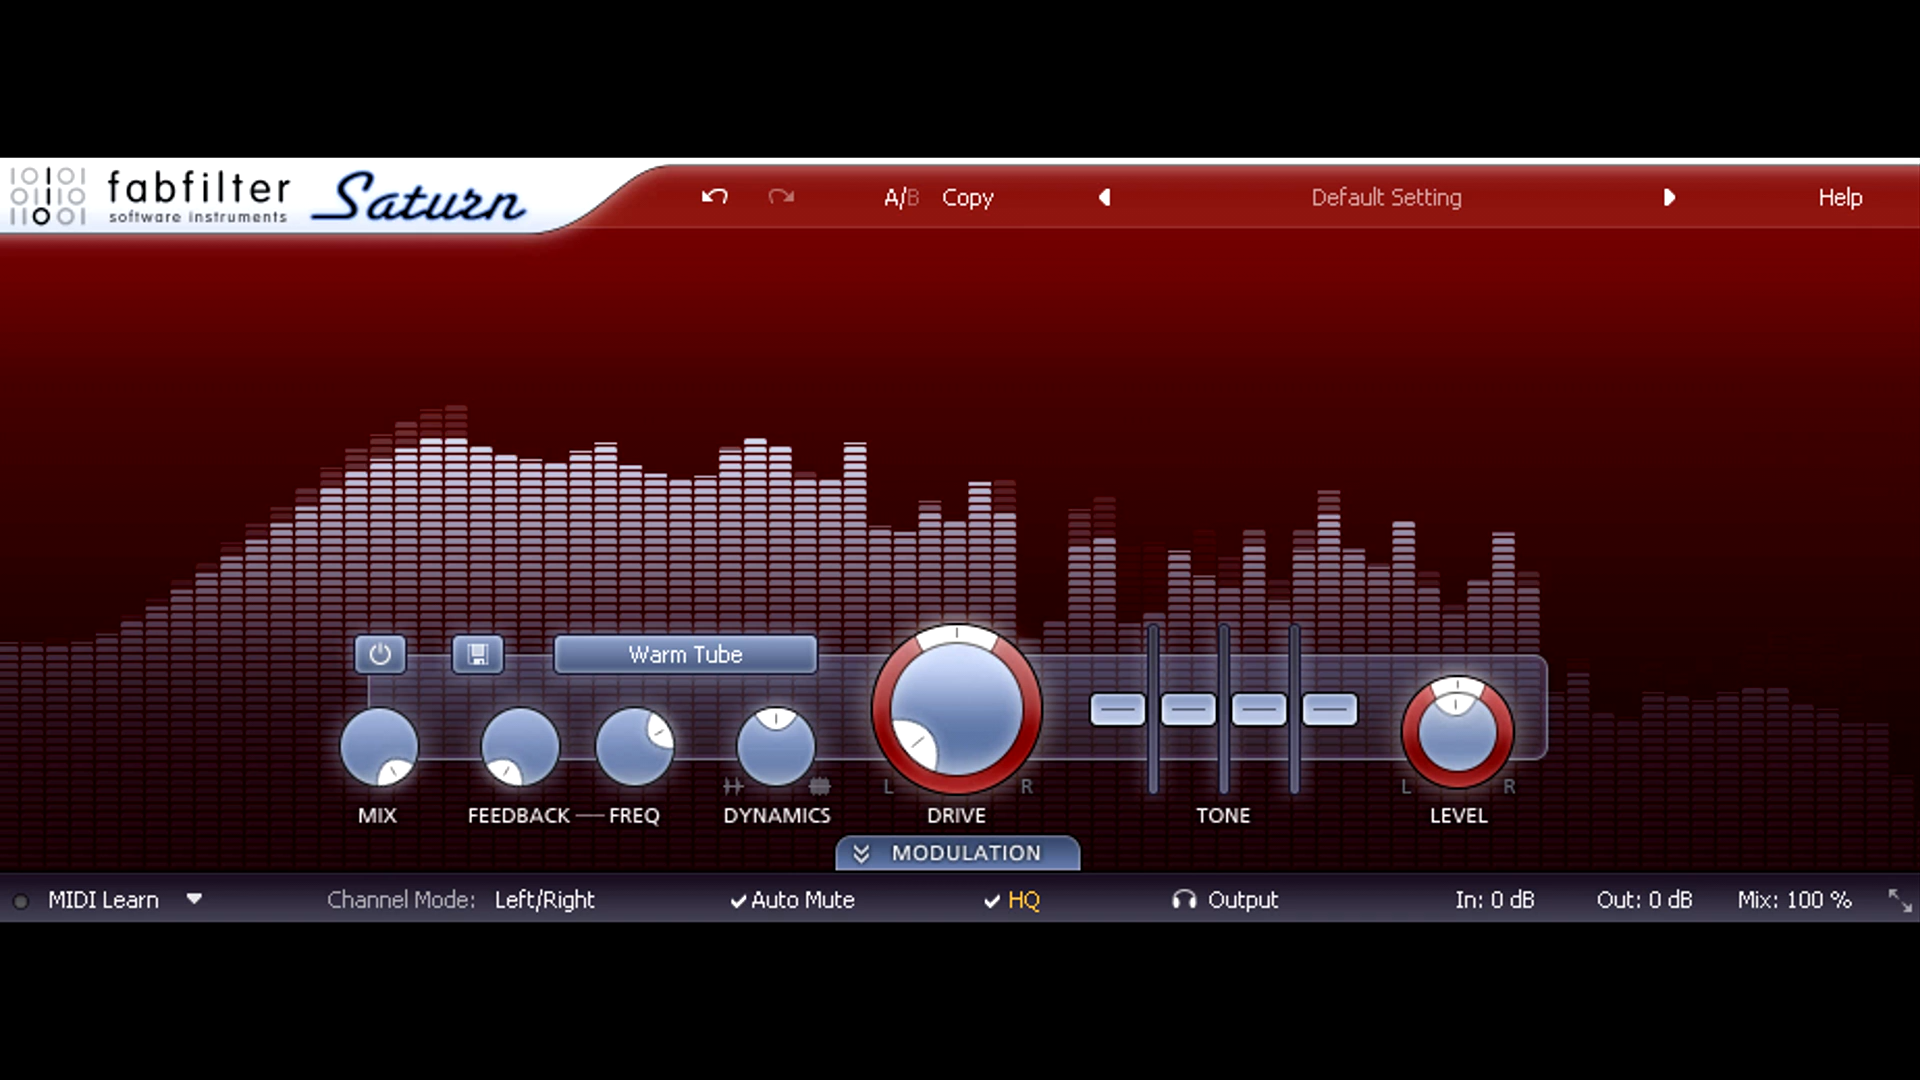 fabfilter
software instruments
Saturn
A/B Copy Default Setting Help
Warm Tube
L R L R
MIX FEEDBACK FREQ DYNAMICS DRIVE TONE LEVEL
MODULATION
MIDI Learn Channel Mode: Left/Right Auto Mute HQ Output In: 0 dB Out: 0 dB Mix: 100 %